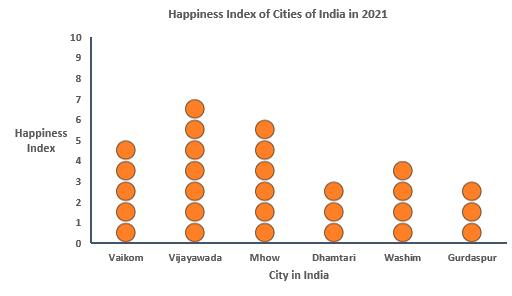 Happiness Index of Cities of India in 2021
10
9
8
7
6
5
4
3
2
1
0
Happiness
Index
Vaikom Vijayawada Mhow Dhamtari Washim Gurdaspur
City in India